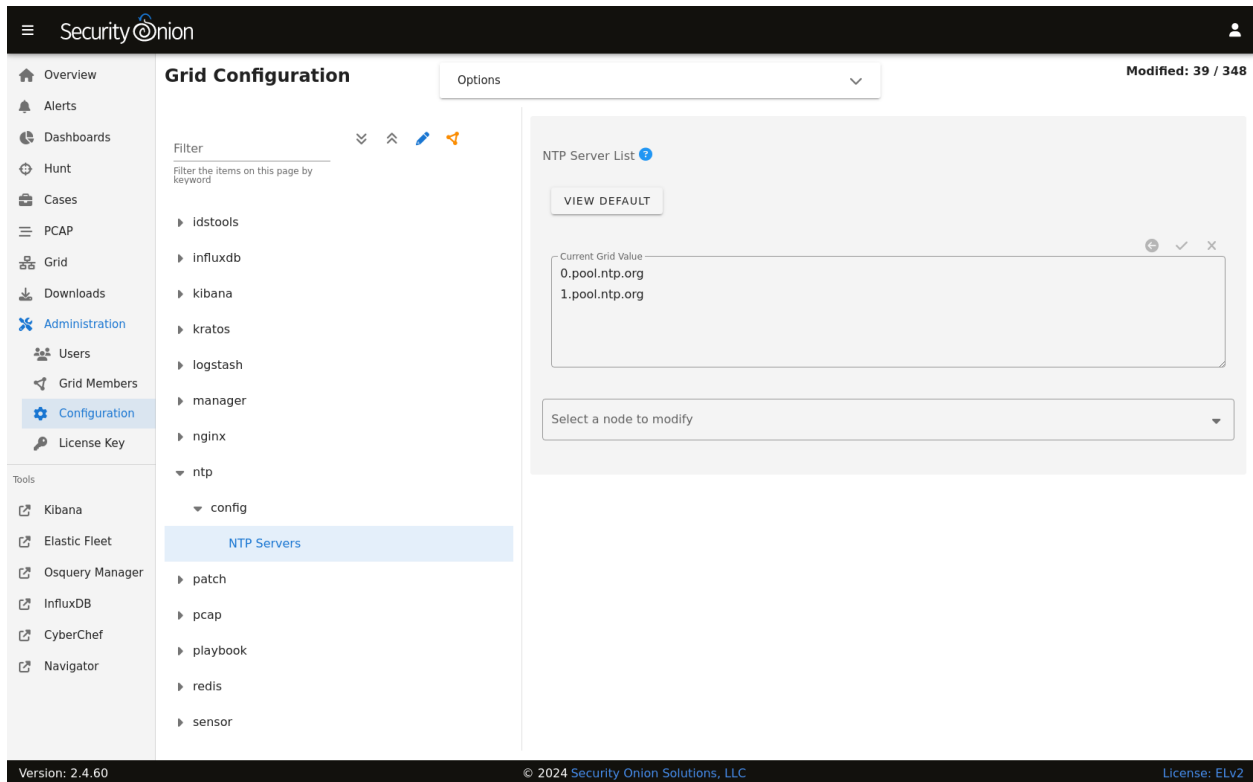 Security Onion
Overview
Alerts
Dashboards
Hunt
Cases
PCAP
Grid
Downloads
Administration
Users
Grid Members
Configuration
License Key
Tools
Kibana
Elastic Fleet
Osquery Manager
InfluxDB
CyberChef
Navigator
Grid Configuration
Options
Modified: 39 / 348
Filter
Filter the items on this page by
keyword
idstools
influxdb
kibana
kratos
logstash
manager
nginx
ntp
config
NTP Servers
patch
pcap
playbook
redis
sensor
NTP Server List ?
VIEW DEFAULT
Current Grid Value
0.pool.ntp.org
1.pool.ntp.org
Select a node to modify
Version: 2.4.60
© 2024 Security Onion Solutions, LLC
License: ELv2